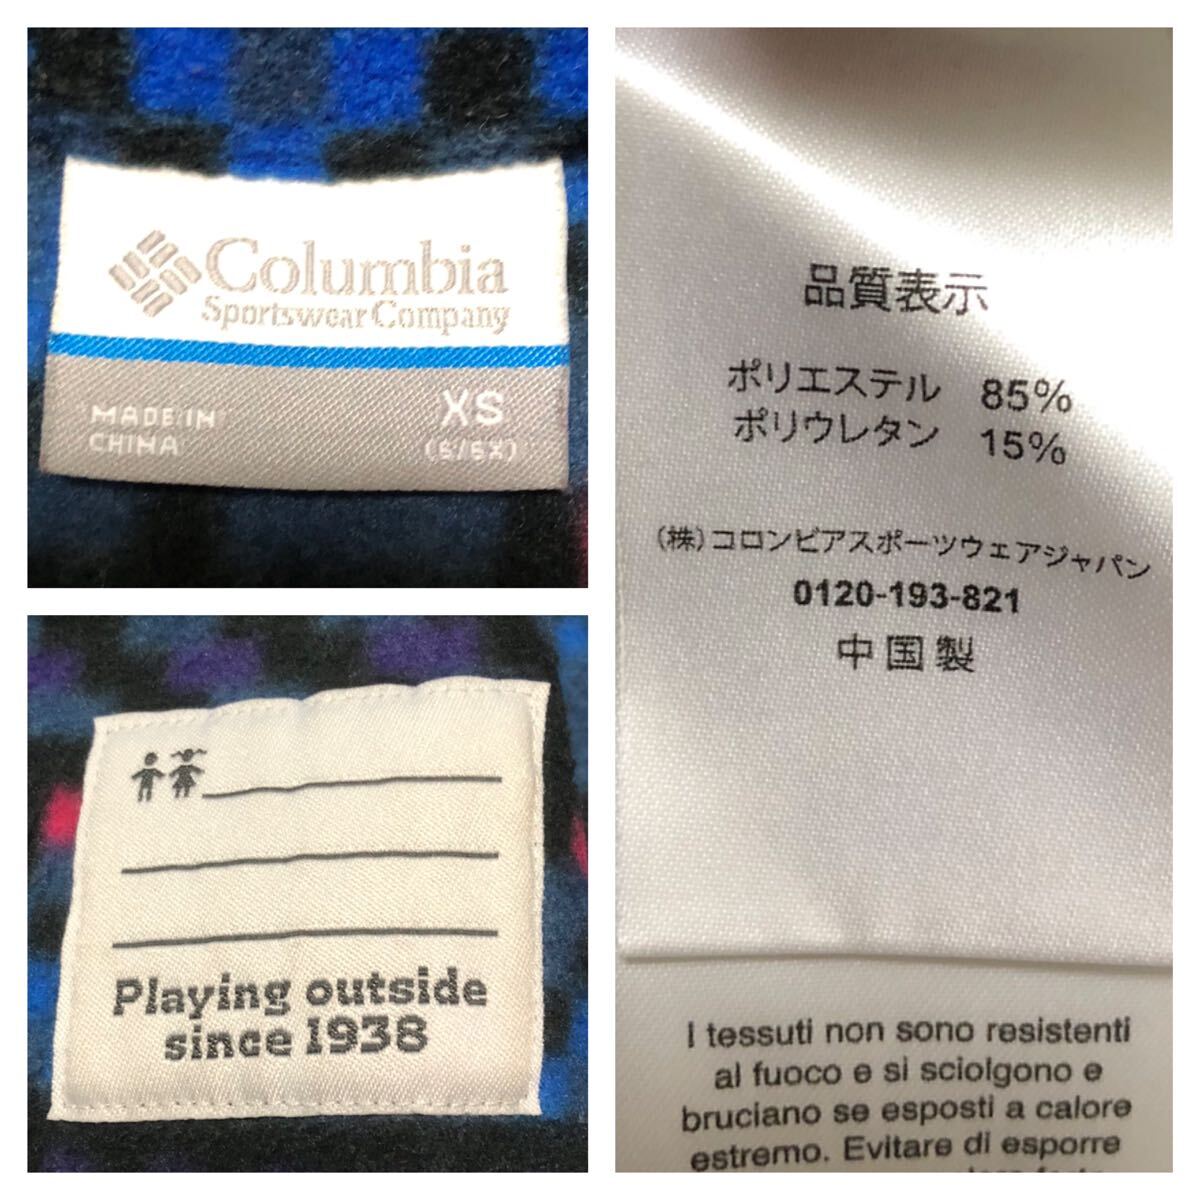 Columbia
Sportswear Company
MADE IN
CHINA
XS
(6/6X)
Playing outside
since 1938
品質表示
ポリエステル 85%
ポリウレタン 15%
(株)コロンビアスポーツウェアジャパン
0120-193-821
中国製
I tessuti non sono resistenti
al fuoco e si sciolgono e
bruciano se esposti a calore
estremo. Evitare di esporre